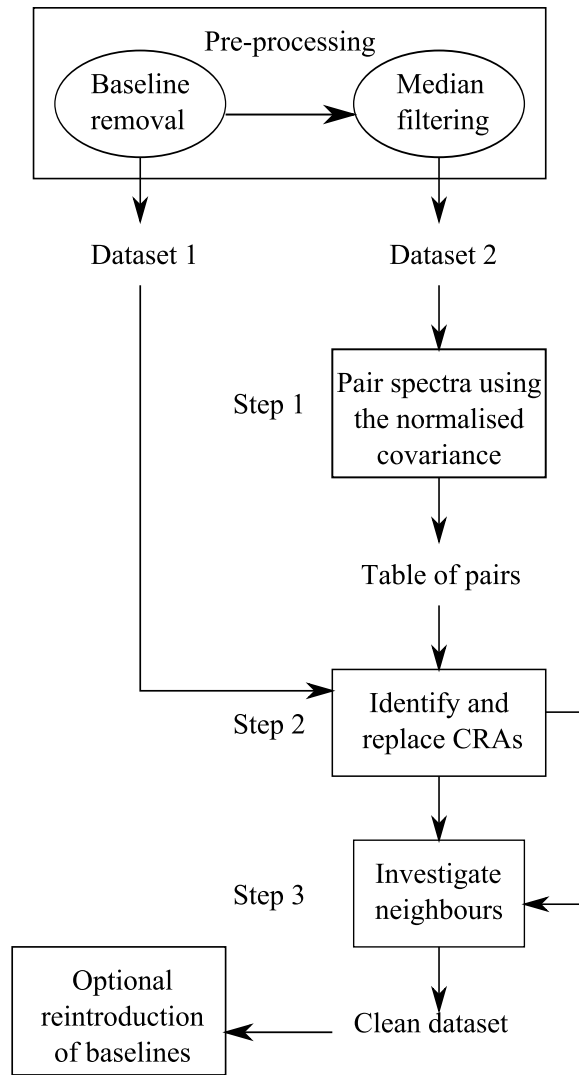 Pre-processing
Baseline
removal
Median
filtering
Dataset 1
Dataset 2
Step 1
Pair spectra using
the normalised
covariance
Table of pairs
Step 2
Identify and
replace CRAs
Step 3
Investigate
neighbours
Clean dataset
Optional
reintroduction
of baselines